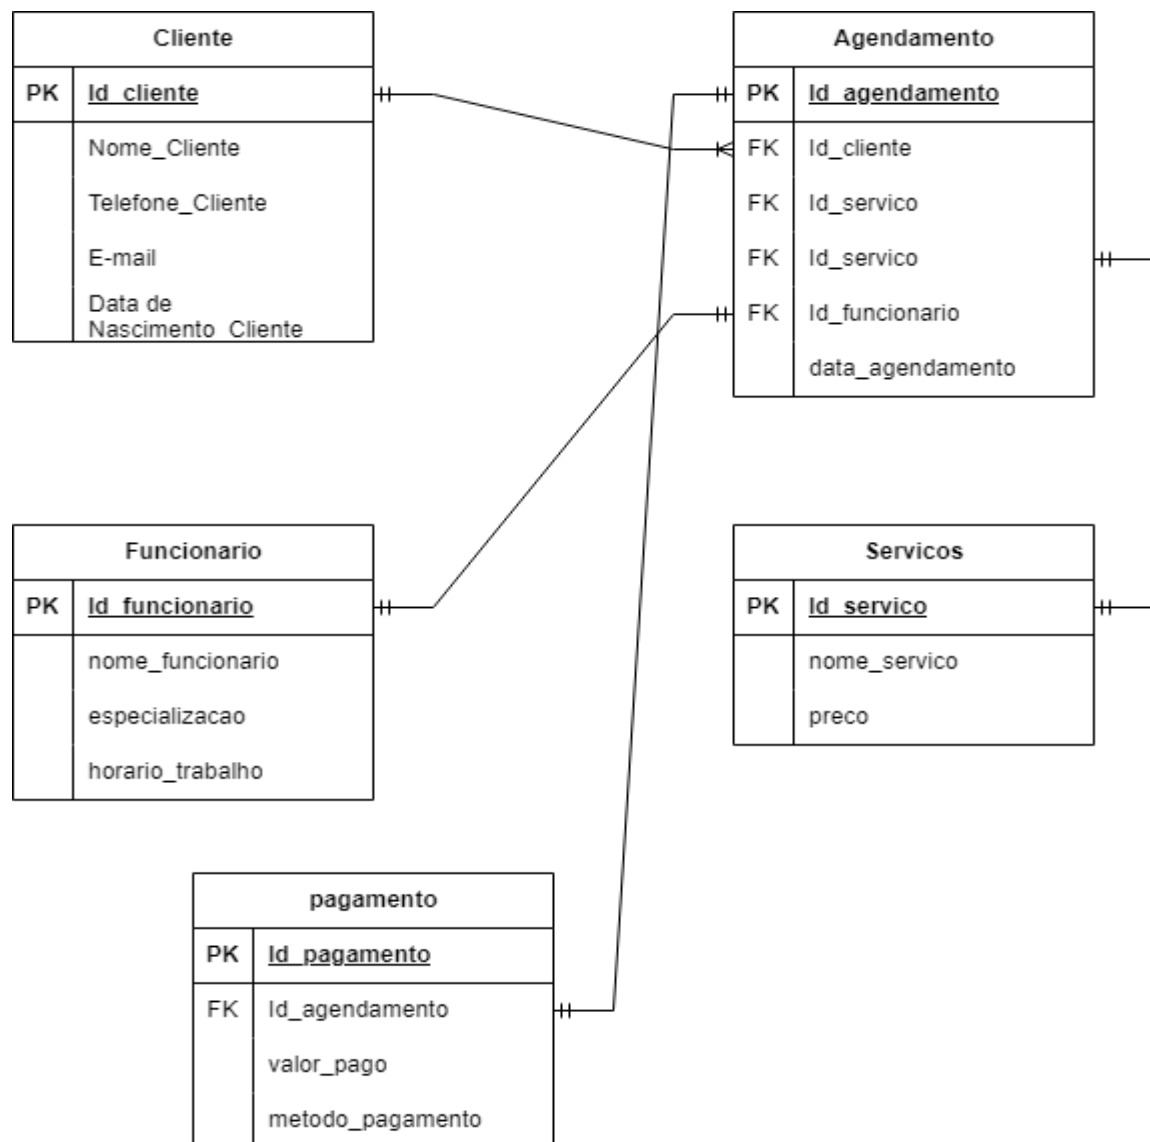 Cliente
PK Id_cliente
Nome_Cliente
Telefone_Cliente
E-mail
Data de
Nascimento_Cliente
Agendamento
PK Id_agendamento
FK Id_cliente
FK Id_servico
FK Id_servico
FK Id_funcionario
data_agendamento
Funcionario
PK Id_funcionario
nome_funcionario
especializacao
horario_trabalho
Servicos
PK Id_servico
nome_servico
preco
pagamento
PK Id_pagamento
FK Id_agendamento
valor_pago
metodo_pagamento